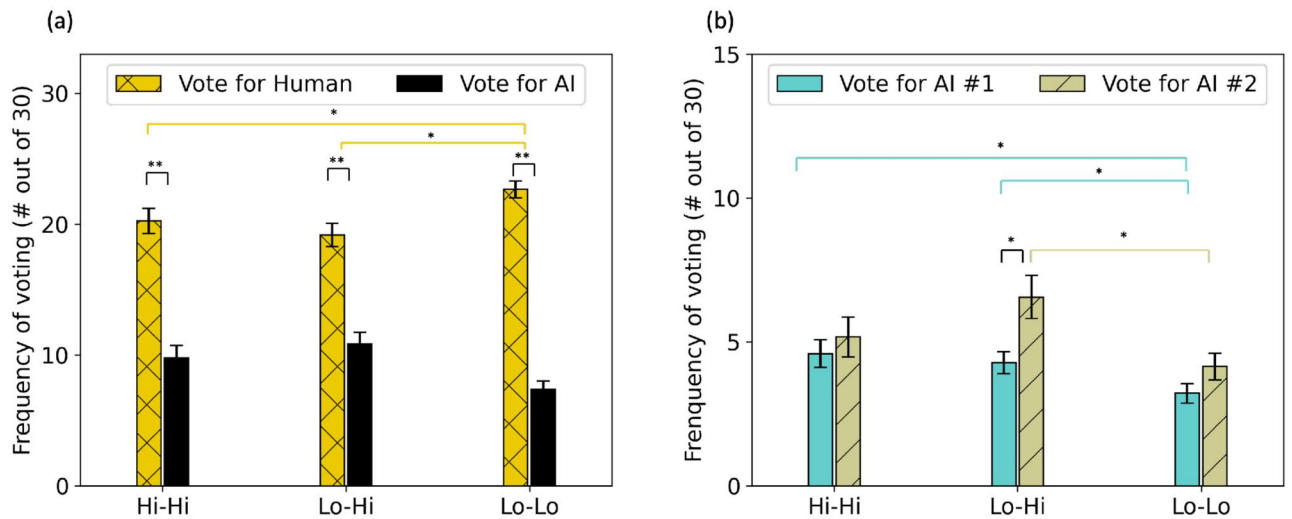 (a)
Frequency of voting (# out of 30)
30
20
10
0
Vote for Human
Vote for AI
*
*
**
**
**
Hi-Hi
Lo-Hi
Lo-Lo
(b)
Frenquency of voting (# out of 30)
15
10
5
0
Vote for AI #1
Vote for AI #2
*
*
*
*
Hi-Hi
Lo-Hi
Lo-Lo